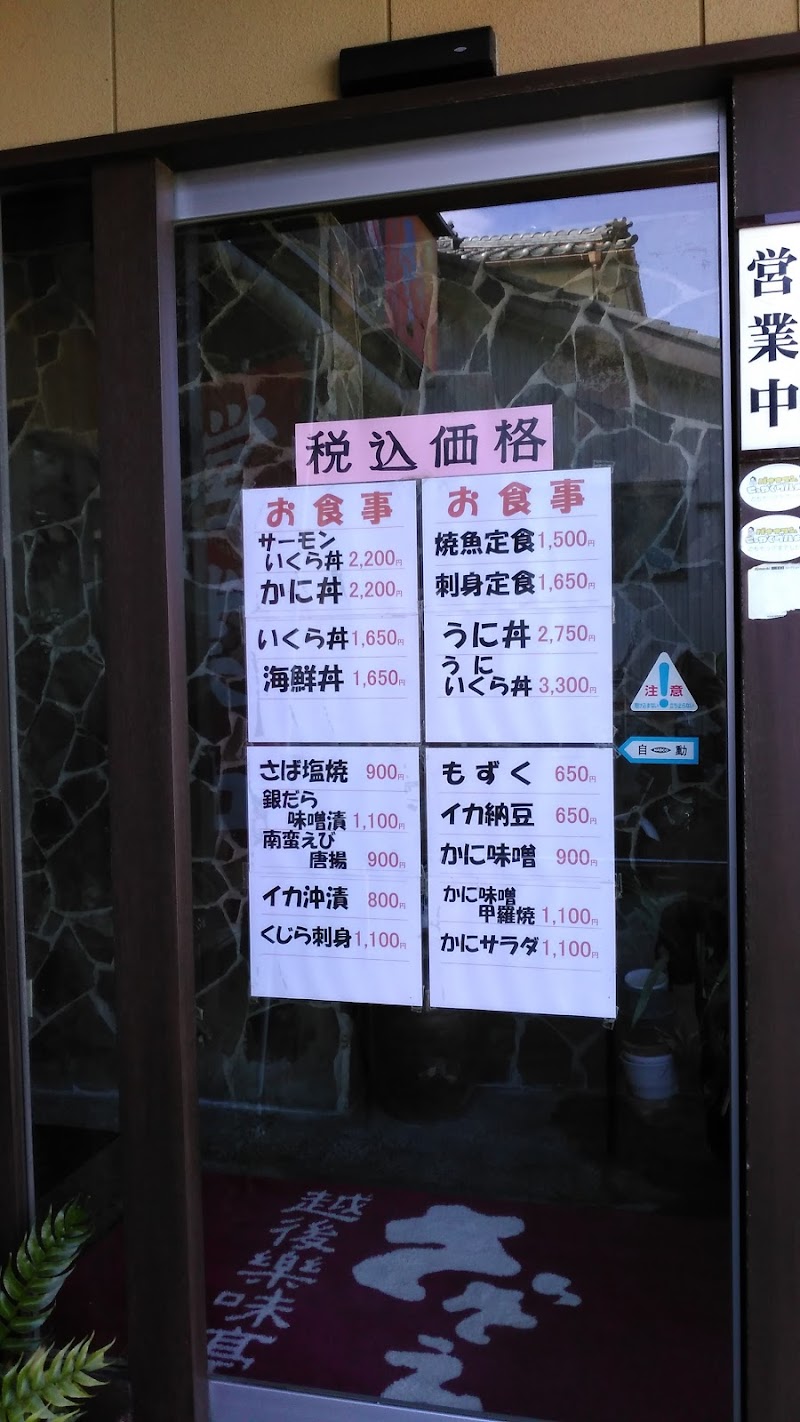 税込価格
お食事
サーモン
いくら丼 2,200円
かに丼 2,200円
いくら丼 1,650円
海鮮丼 1,650円
お食事
焼魚定食 1,500円
刺身定食 1,650円
うに丼 2,750円
うに
いくら丼 3,300円
さば塩焼 900円
銀だら
味噌漬 1,100円
南蛮えび
唐揚 900円
イカ沖漬 800円
くじら刺身 1,100円
もずく 650円
イカ納豆 650円
かに味噌 900円
かに味噌
甲羅焼 1,100円
かにサラダ 1,100円
営業中
注意
自動
越後楽味亭